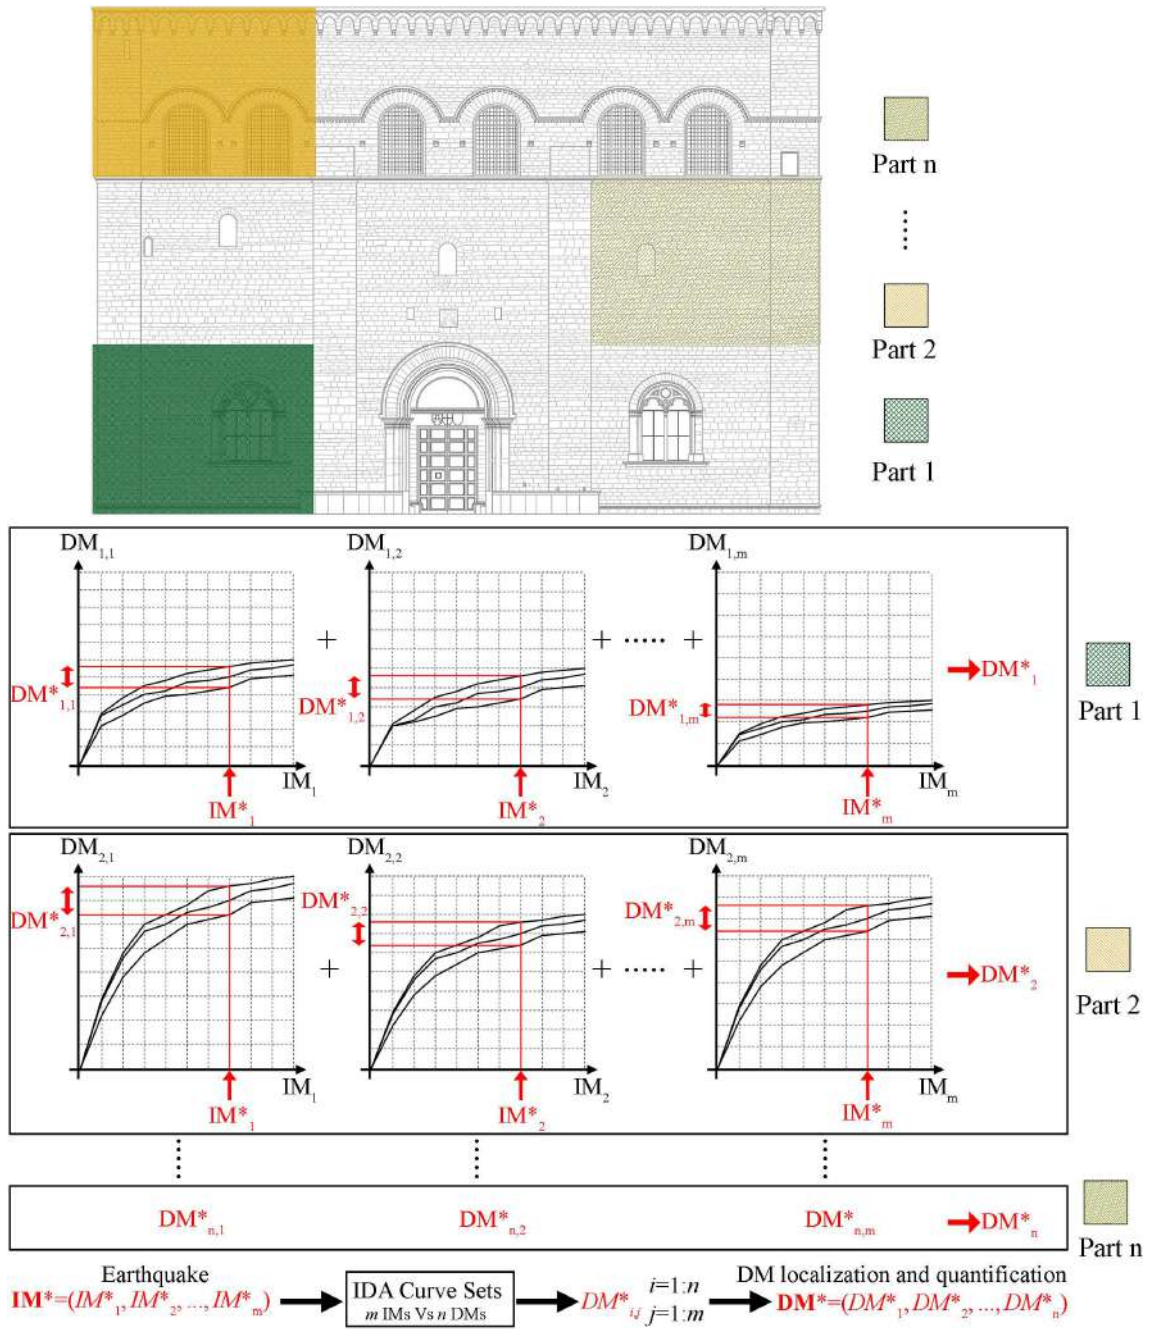 Part n
Part 2
Part 1
DM1,1
DM1,2
DM1,m
+
+ ..... +
DM*1,1
DM*1,2
DM*1,m
DM*1
Part 1
IM1
IM2
IMm
IM*1
IM*2
IM*m
DM2,1
DM2,2
DM2,m
DM*2,1
DM*2,2
DM*2,m
+
+ ..... +
DM*2
Part 2
IM1
IM2
IMm
IM*1
IM*2
IM*m
DM*n,1
DM*n,2
DM*n,m
DM*n
Part n
Earthquake
IM*=(IM*1, IM*2, ..., IM*m)
IDA Curve Sets
m IMs Vs n DMs
DM*i,j
i=1:n
j=1:m
DM localization and quantification
DM*=(DM*1, DM*2, ..., DM*n)